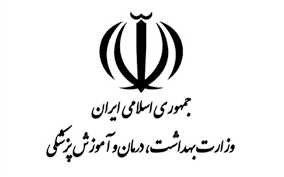 جمهوری اسلامی ایران
وزارت بهداشت، درمان و آموزش پزشکی